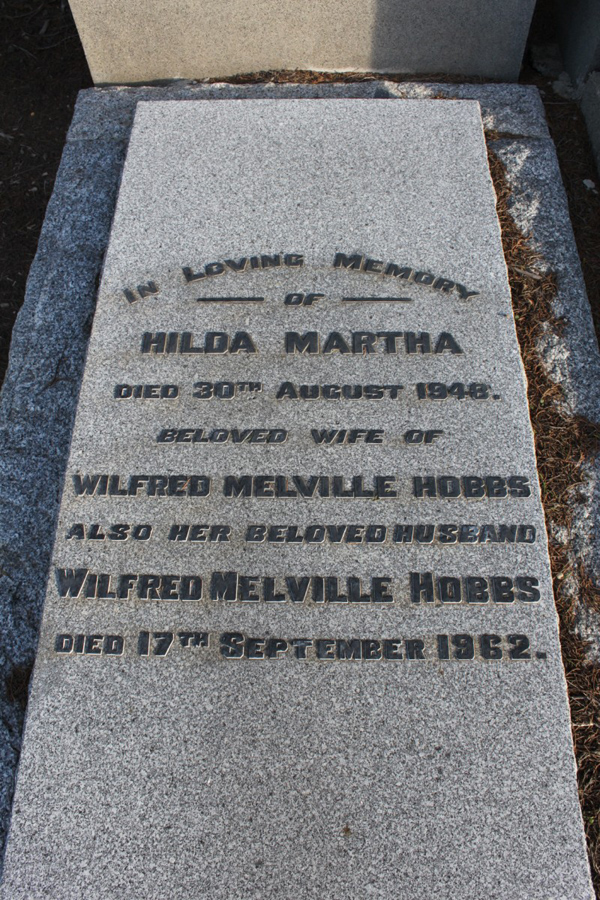 IN LOVING MEMORY
OF
HILDA MARTHA
DIED 30TH AUGUST 1948.
BELOVED WIFE OF
WILFRED MELVILLE HOBBS
ALSO HER BELOVED HUSBAND
WILFRED MELVILLE HOBBS
DIED 17TH SEPTEMBER 1962.